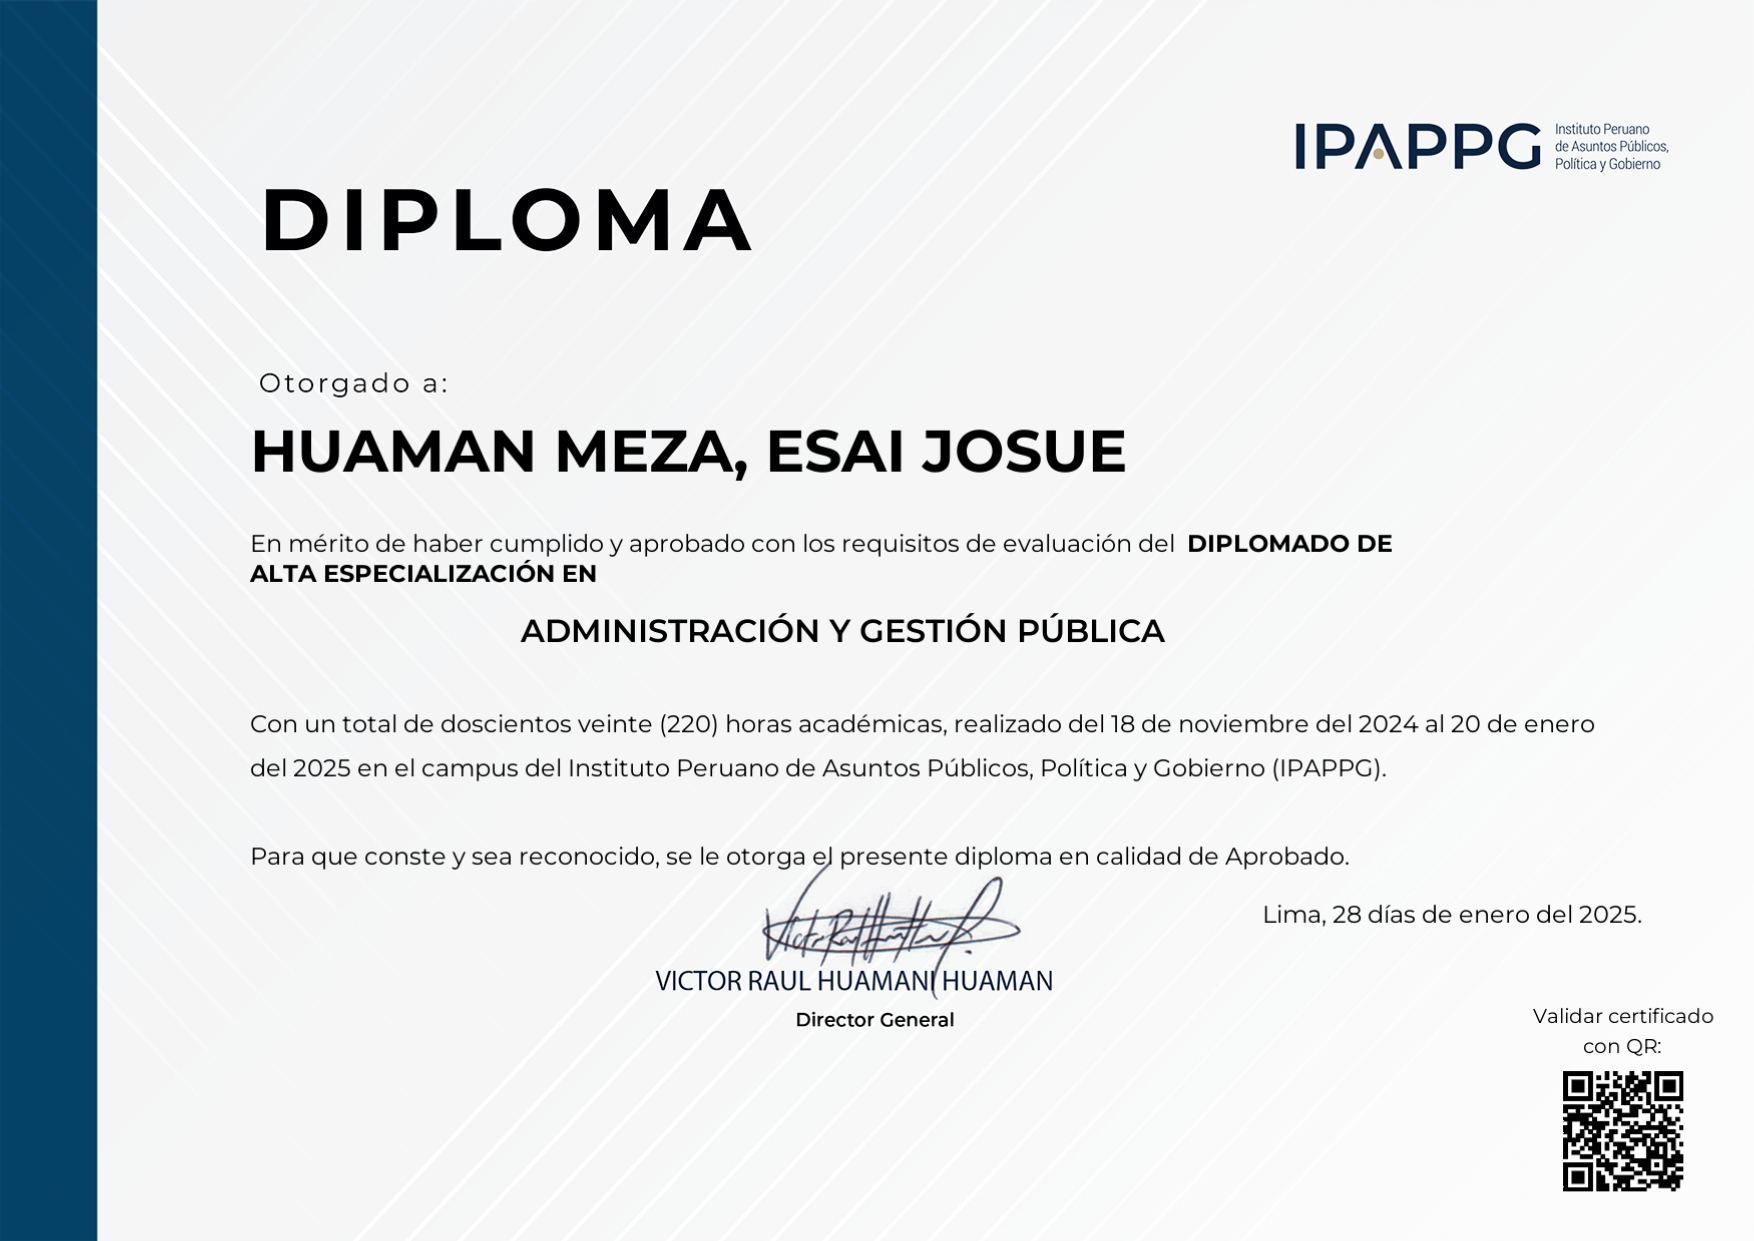 IPAPPG
Instituto Peruano
de Asuntos Públicos,
Política y Gobierno
DIPLOMA
Otorgado a:
HUAMAN MEZA, ESAI JOSUE
En mérito de haber cumplido y aprobado con los requisitos de evaluación del DIPLOMADO DE
ALTA ESPECIALIZACIÓN EN
ADMINISTRACIÓN Y GESTIÓN PÚBLICA
Con un total de doscientos veinte (220) horas académicas, realizado del 18 de noviembre del 2024 al 20 de enero
del 2025 en el campus del Instituto Peruano de Asuntos Públicos, Política y Gobierno (IPAPPG).
Para que conste y sea reconocido, se le otorga el presente diploma en calidad de Aprobado.
Lima, 28 días de enero del 2025.
VICTOR RAUL HUAMANI HUAMAN
Director General
Validar certificado
con QR: